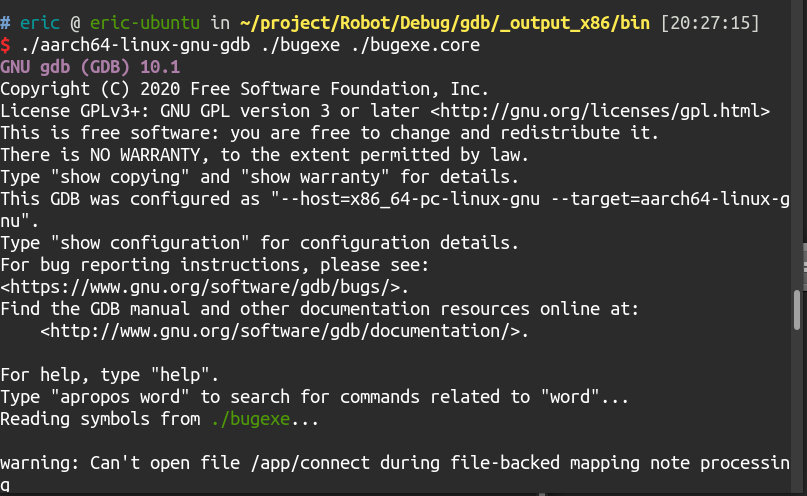 # eric @ eric-ubuntu in ~/project/Robot/Debug/gdb/_output_x86/bin [20:27:15]
$ ./aarch64-linux-gnu-gdb ./bugexe ./bugexe.core
GNU gdb (GDB) 10.1
Copyright (C) 2020 Free Software Foundation, Inc.
License GPLv3+: GNU GPL version 3 or later <http://gnu.org/licenses/gpl.html>
This is free software: you are free to change and redistribute it.
There is NO WARRANTY, to the extent permitted by law.
Type "show copying" and "show warranty" for details.
This GDB was configured as "--host=x86_64-pc-linux-gnu --target=aarch64-linux-g
nu".
Type "show configuration" for configuration details.
For bug reporting instructions, please see:
<https://www.gnu.org/software/gdb/bugs/>.
Find the GDB manual and other documentation resources online at:
    <http://www.gnu.org/software/gdb/documentation/>.

For help, type "help".
Type "apropos word" to search for commands related to "word"...
Reading symbols from ./bugexe...

warning: Can't open file /app/connect during file-backed mapping note processin
g